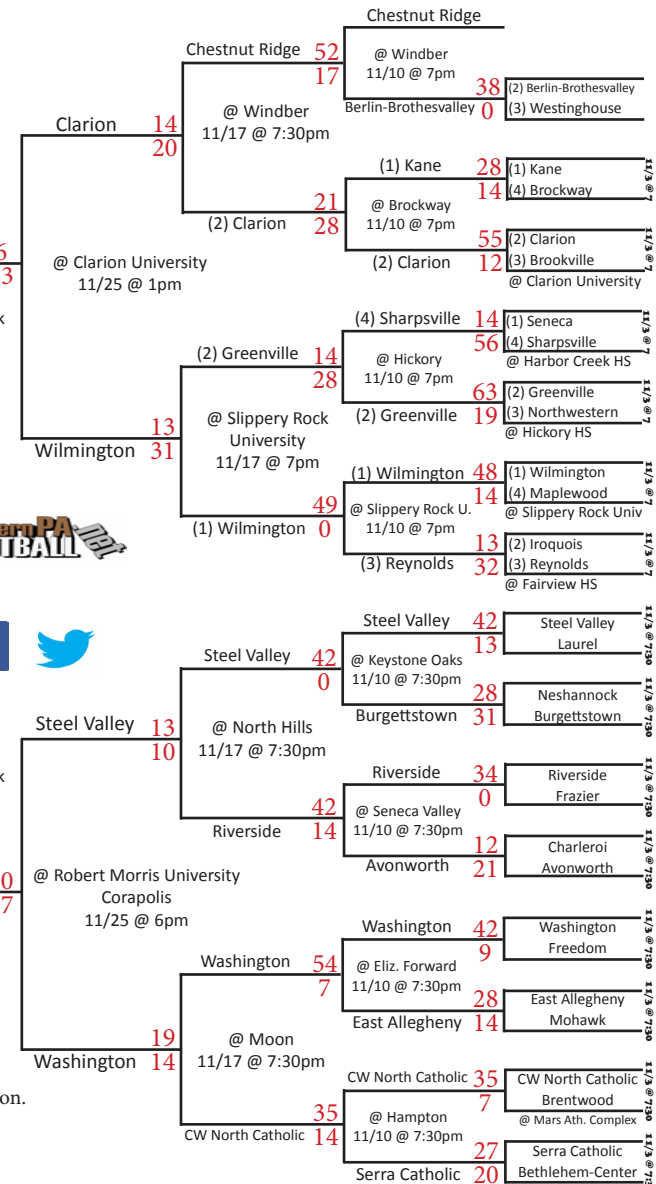 Chestnut Ridge
Chestnut Ridge 52
17
@ Windber
11/10 @ 7pm
38 (2) Berlin-Brothesvalley
Berlin-Brothesvalley 0 (3) Westinghouse
Clarion 14
20
@ Windber
11/17 @ 7:30pm
(1) Kane 28 (1) Kane
14 (4) Brockway
11/3 @ 7
21
(2) Clarion 28
@ Brockway
11/10 @ 7pm
55 (2) Clarion
(2) Clarion 12 (3) Brookville
@ Clarion University
11/3 @ 7
6
3
@ Clarion University
11/25 @ 1pm
k
(4) Sharpsville 14 (1) Seneca
56 (4) Sharpsville
@ Harbor Creek HS
11/3 @ 7
(2) Greenville 14
28
@ Hickory
11/10 @ 7pm
63 (2) Greenville
(2) Greenville 19 (3) Northwestern
@ Hickory HS
11/3 @ 7
13
Wilmington 31
@ Slippery Rock
University
11/17 @ 7pm
(1) Wilmington 48 (1) Wilmington
14 (4) Maplewood
@ Slippery Rock Univ
11/3 @ 7
49
(1) Wilmington 0
@ Slippery Rock U.
11/10 @ 7pm
13 (2) Iroquois
(3) Reynolds 32 (3) Reynolds
@ Fairview HS
11/3 @ 7
ern PA
TBALL .net
Steel Valley 42 Steel Valley
13 Laurel
11/3 @ 7:30
Steel Valley 42
0
@ Keystone Oaks
11/10 @ 7:30pm
28 Neshannock
Burgettstown 31 Burgettstown
11/3 @ 7:30
Steel Valley 13
10
@ North Hills
11/17 @ 7:30pm
k
Riverside 34 Riverside
0 Frazier
11/3 @ 7:30
42
Riverside 14
@ Seneca Valley
11/10 @ 7:30pm
12 Charleroi
Avonworth 21 Avonworth
11/3 @ 7:30
0
7
@ Robert Morris University
Corapolis
11/25 @ 6pm
Washington 42 Washington
9 Freedom
11/3 @ 7:30
Washington 54
7
@ Eliz. Forward
11/10 @ 7:30pm
28 East Allegheny
East Allegheny 14 Mohawk
11/3 @ 7:30
19
Washington 14
@ Moon
11/17 @ 7:30pm
CW North Catholic 35 CW North Catholic
7 Brentwood
@ Mars Ath. Complex
11/3 @ 7:30
on.
35
CW North Catholic 14
@ Hampton
11/10 @ 7:30pm
27 Serra Catholic
Serra Catholic 20 Bethlehem-Center
11/3 @ 7:3